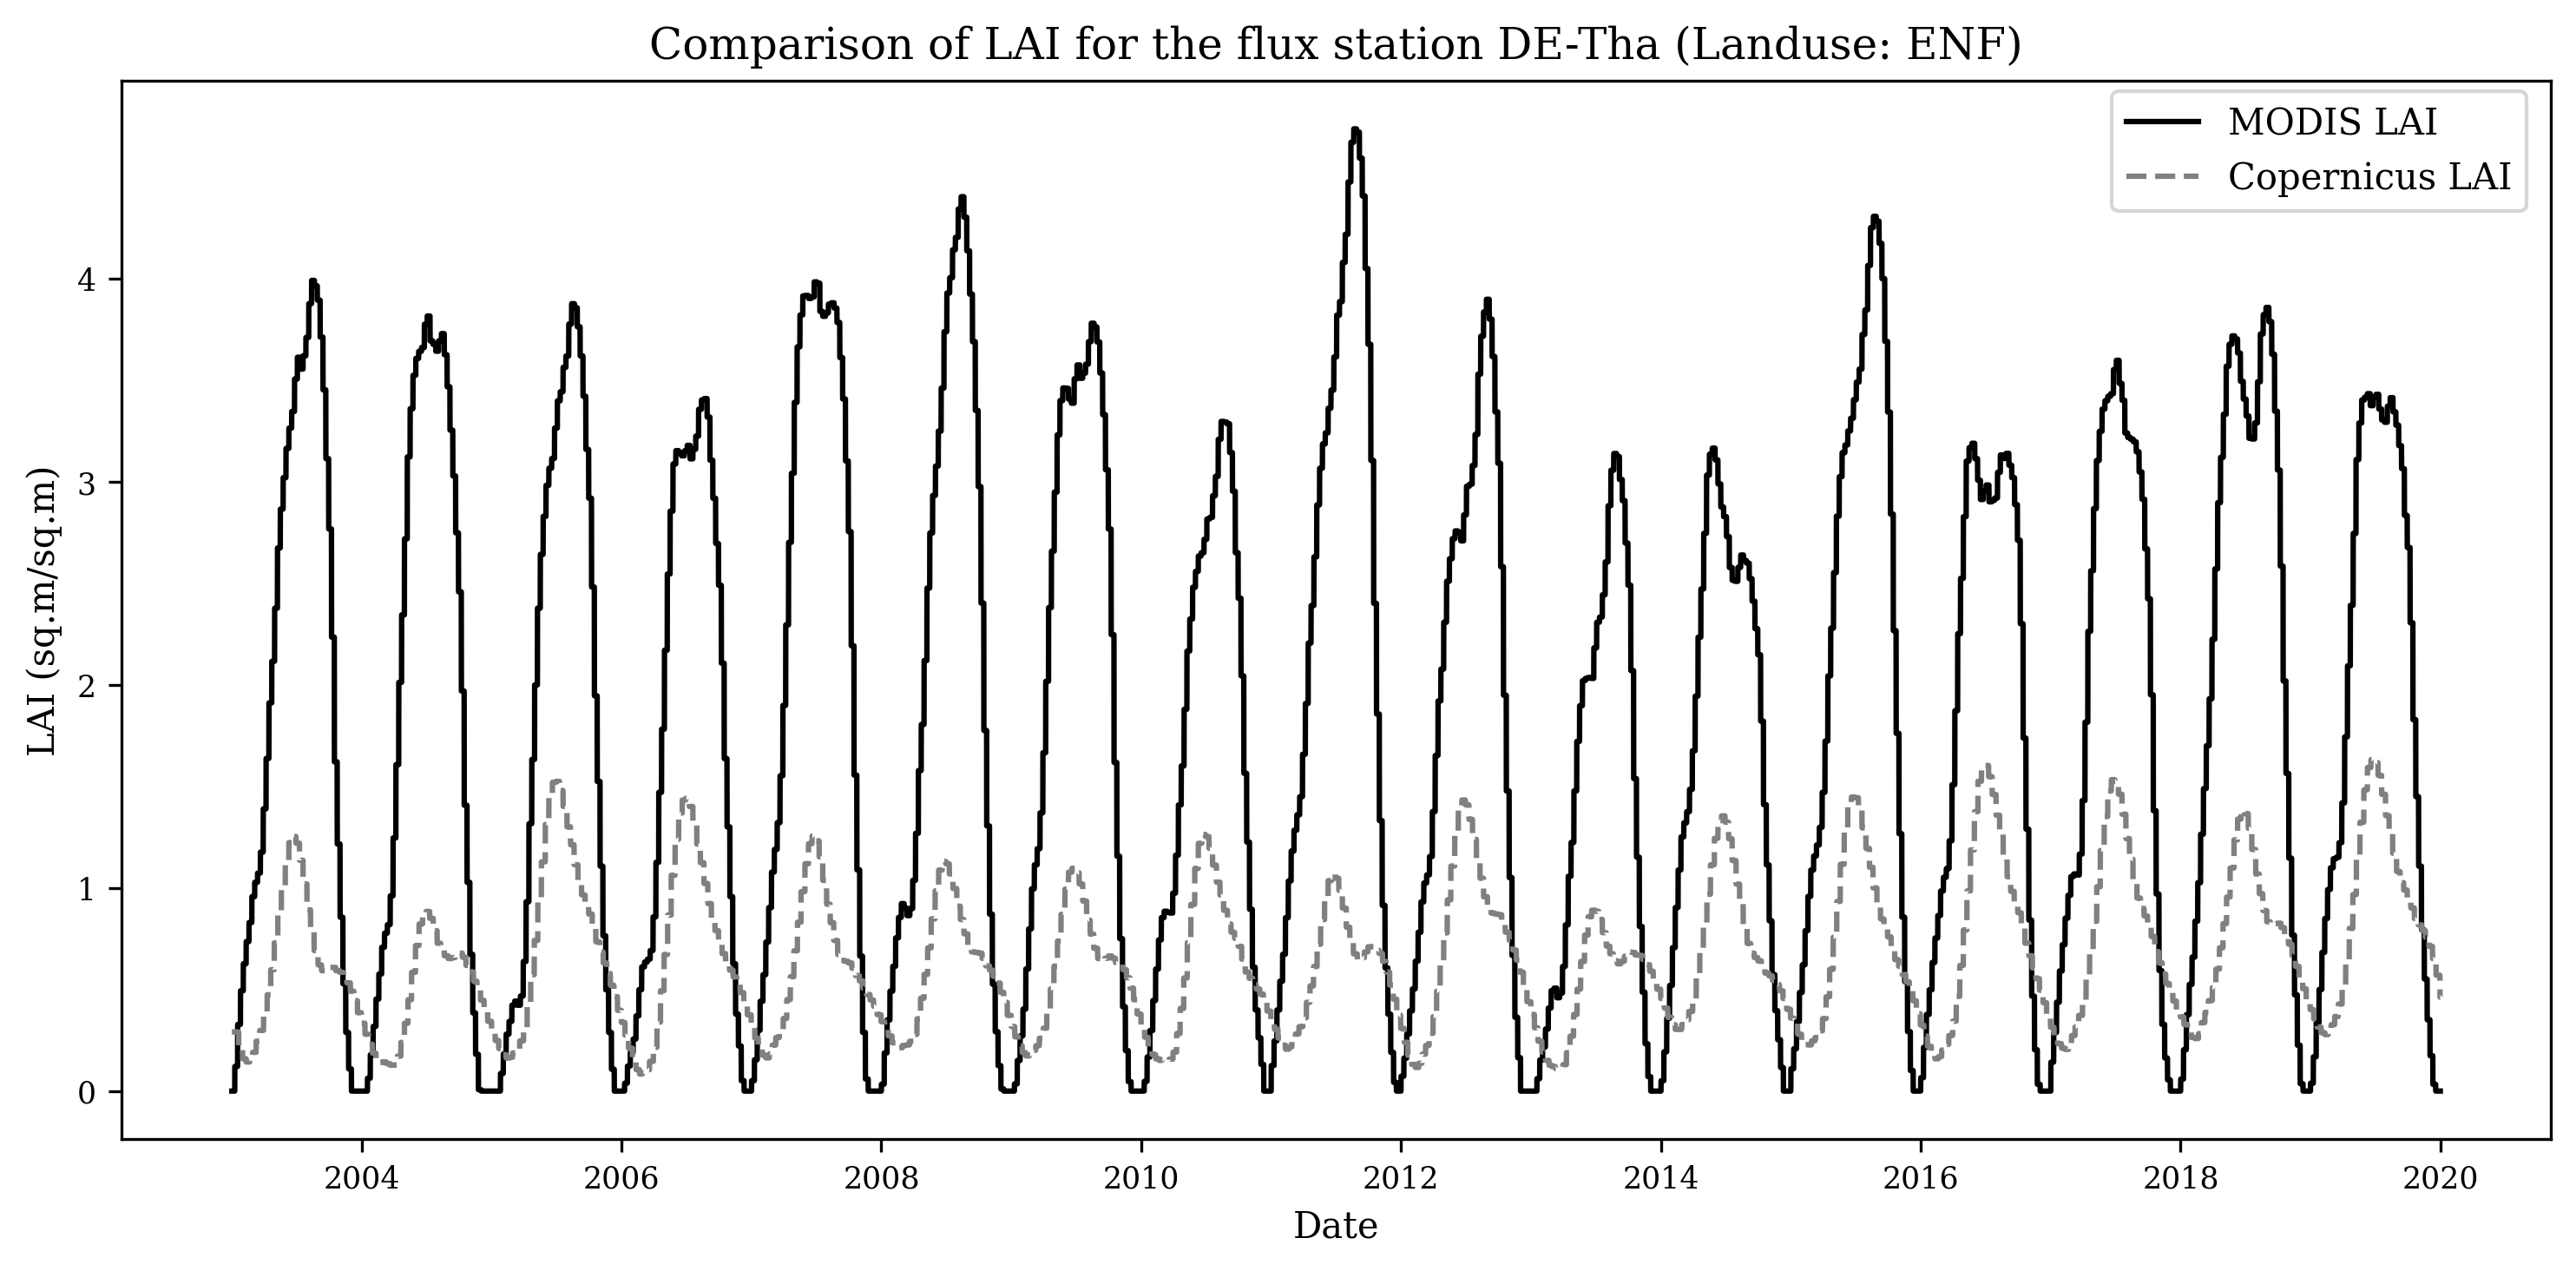 Comparison of LAI for the flux station DE-Tha (Landuse: ENF)
MODIS LAI
Copernicus LAI
LAI (sq.m/sq.m)
4
3
2
1
0
2004 2006 2008 2010 2012 2014 2016 2018 2020
Date